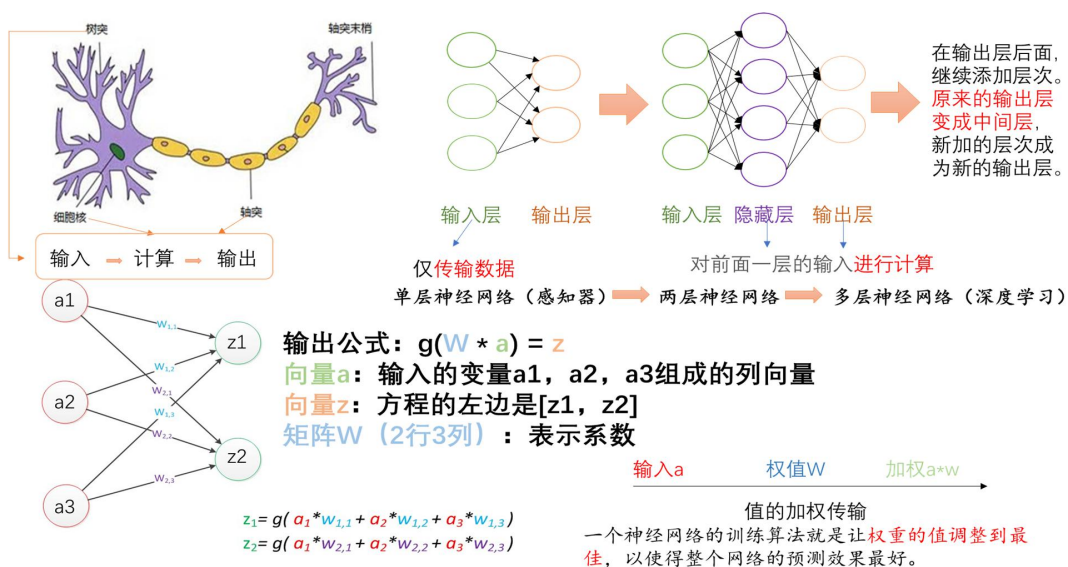 树突
轴突末梢
细胞核
轴突
输入 计算 输出
输入层 输出层
仅传输数据
输入层 隐藏层 输出层
对前面一层的输入进行计算
在输出层后面，
继续添加层次。
原来的输出层
变成中间层，
新加的层次成
为新的输出层。
单层神经网络（感知器） 两层神经网络 多层神经网络（深度学习）
a1
a2
a3
z1
z2
w1,1
w1,2
w2,1
w1,3
w2,2
w2,3
输出公式：g(W * a) = z
向量a：输入的变量a1，a2，a3组成的列向量
向量z：方程的左边是[z1，z2]
矩阵W（2行3列）：表示系数
z1= g( a1*w1,1 + a2*w1,2 + a3*w1,3 )
z2= g( a1*w2,1 + a2*w2,2 + a3*w2,3 )
输入a 权值W 加权a*w
值的加权传输
一个神经网络的训练算法就是让权重的值调整到最
佳，以使得整个网络的预测效果最好。